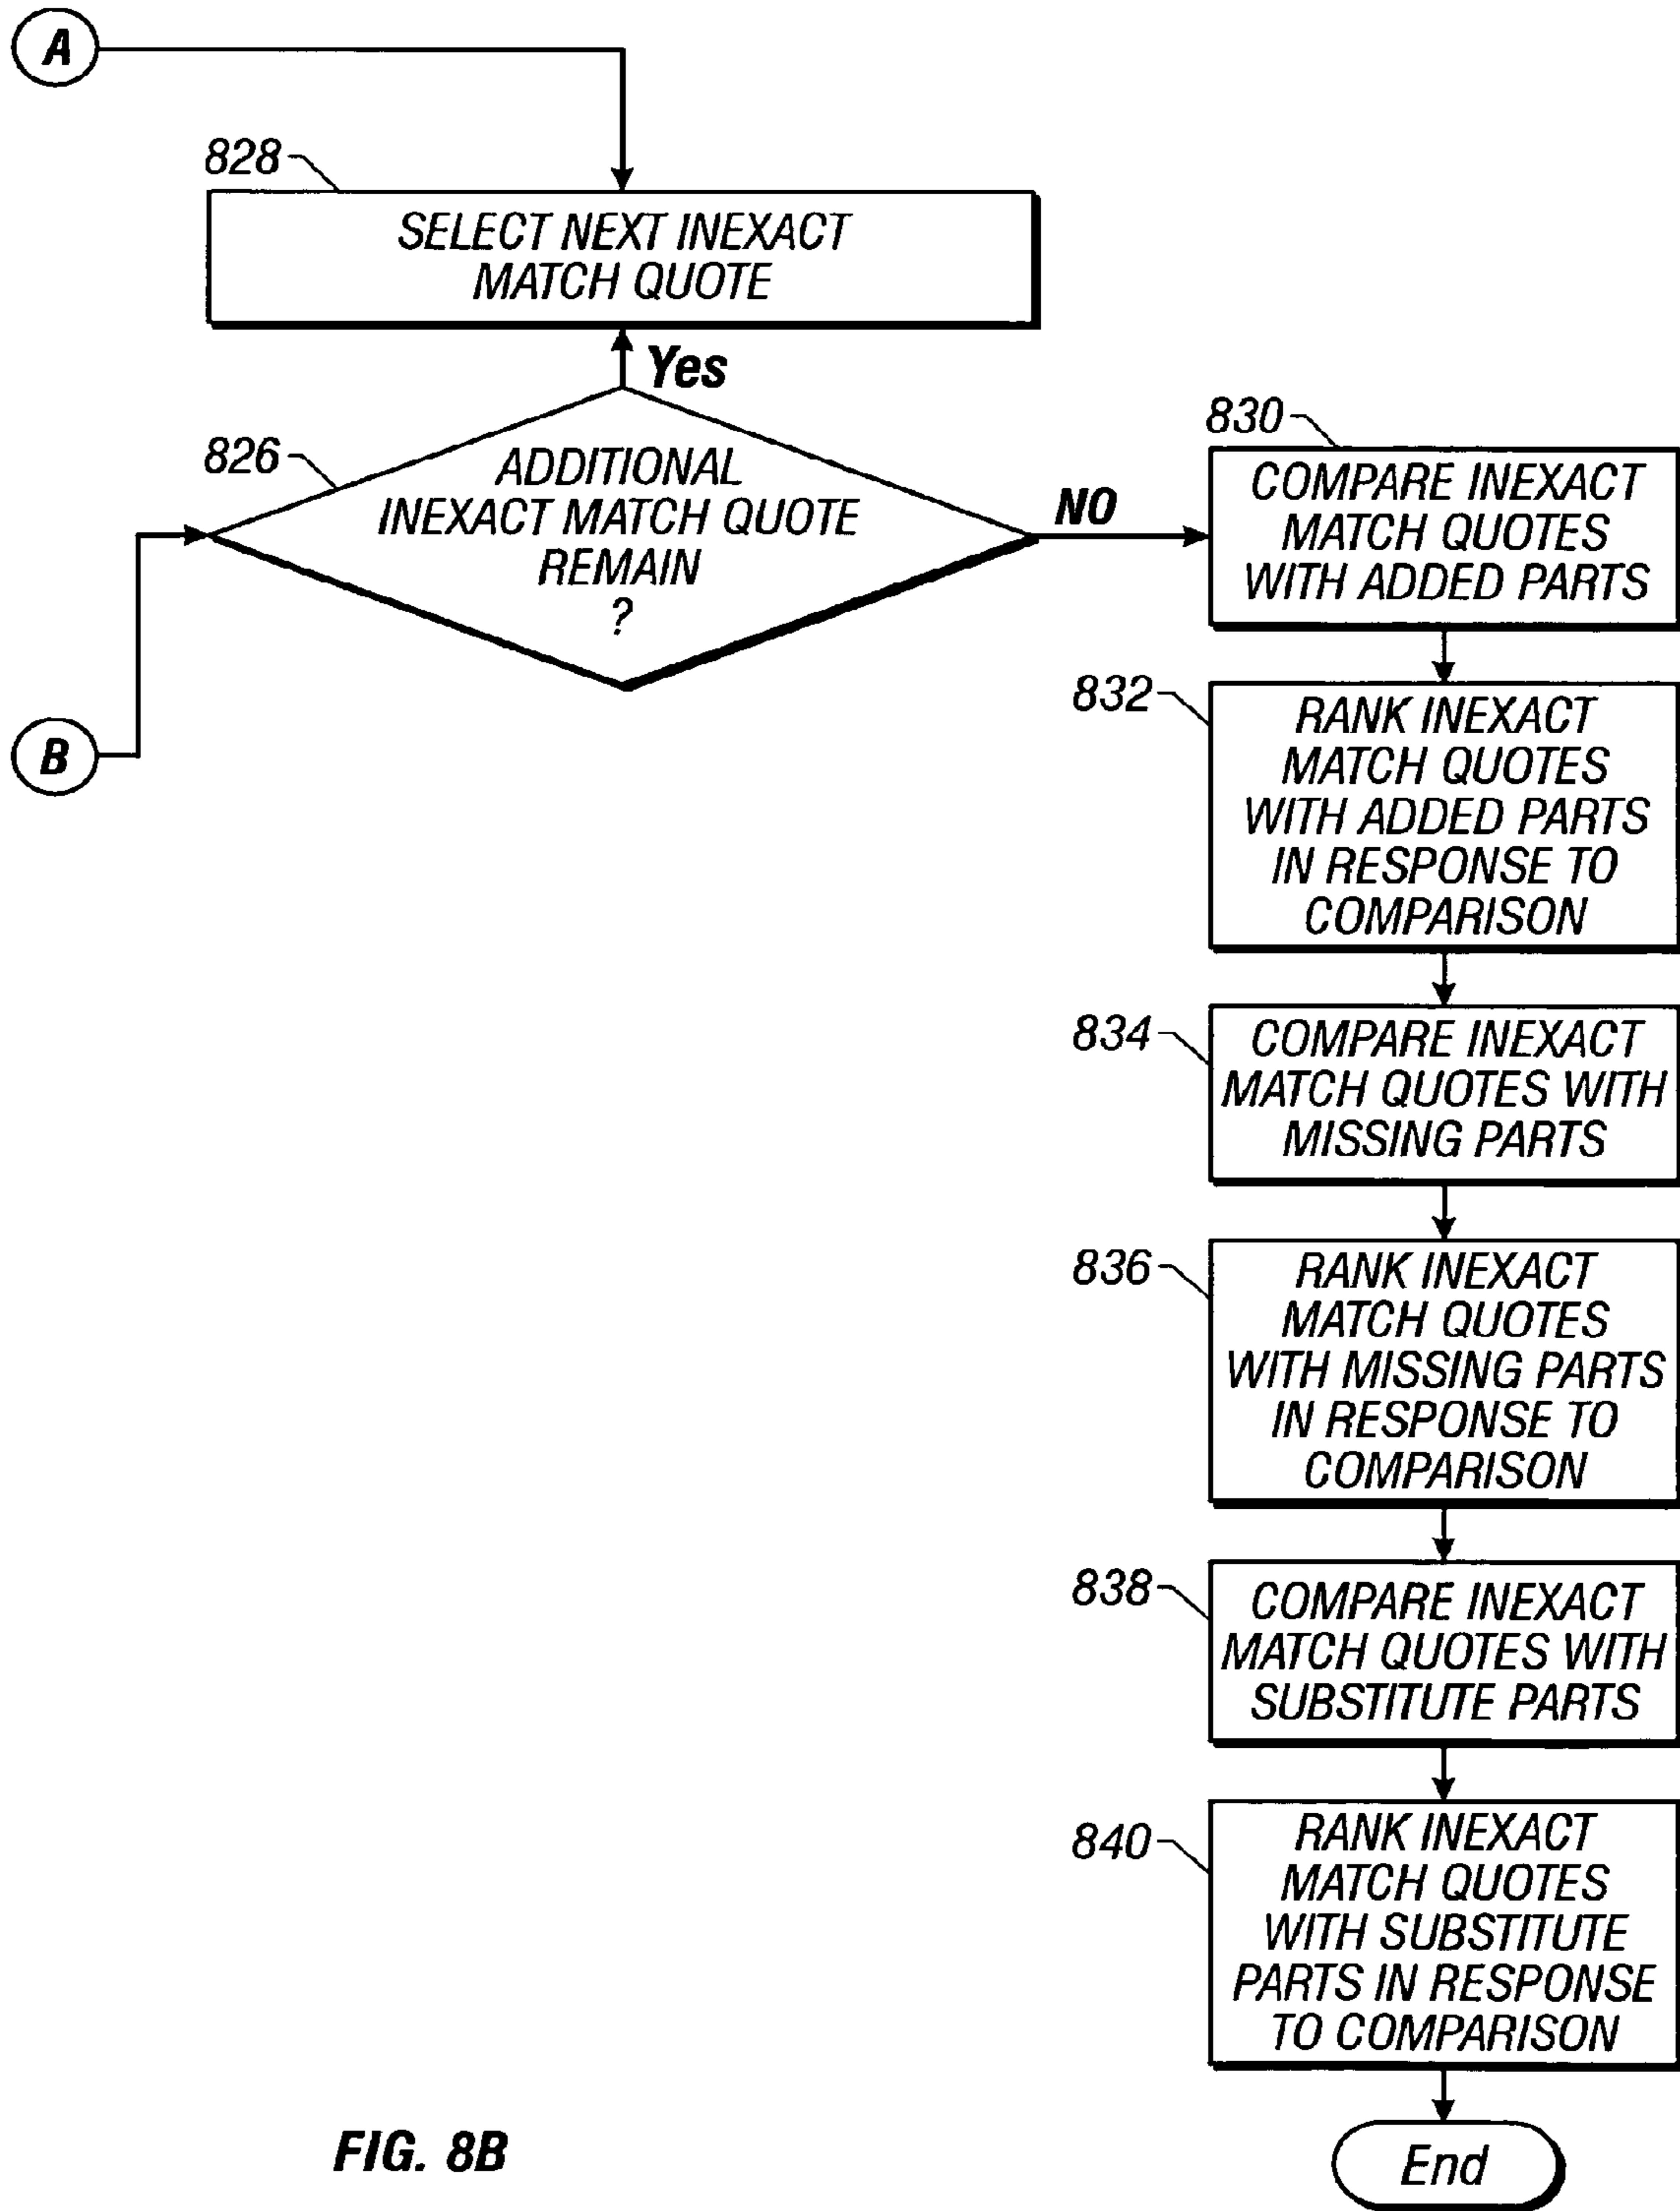 A
828
SELECT NEXT INEXACT
MATCH QUOTE
Yes
826
ADDITIONAL
INEXACT MATCH QUOTE
REMAIN
?
NO
B
830
COMPARE INEXACT
MATCH QUOTES
WITH ADDED PARTS
832
RANK INEXACT
MATCH QUOTES
WITH ADDED PARTS
IN RESPONSE TO
COMPARISON
834
COMPARE INEXACT
MATCH QUOTES WITH
MISSING PARTS
836
RANK INEXACT
MATCH QUOTES
WITH MISSING PARTS
IN RESPONSE TO
COMPARISON
838
COMPARE INEXACT
MATCH QUOTES WITH
SUBSTITUTE PARTS
840
RANK INEXACT
MATCH QUOTES
WITH SUBSTITUTE
PARTS IN RESPONSE
TO COMPARISON
End
FIG. 8B